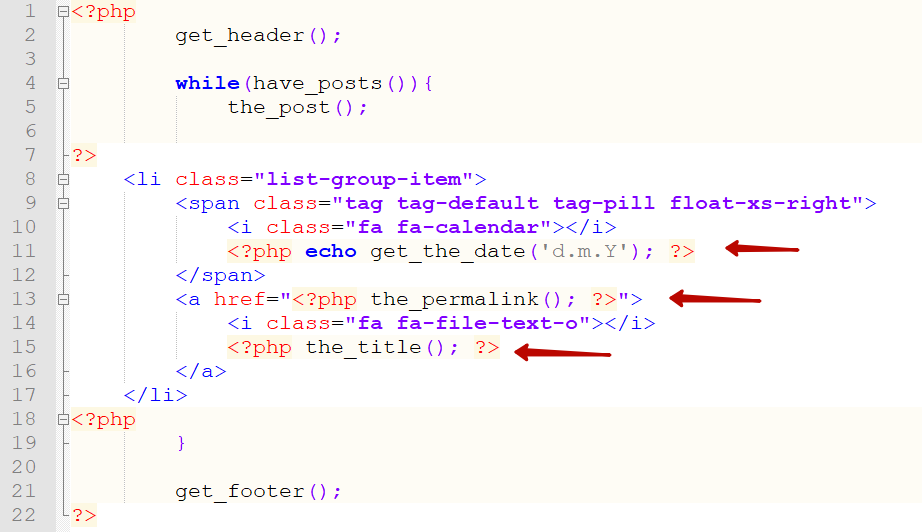 1 <?php
2 get_header();
3
4 while(have_posts()){
5 the_post();
6
7 ?>
8 <li class="list-group-item">
9 <span class="tag tag-default tag-pill float-xs-right">
10 <i class="fa fa-calendar"></i>
11 <?php echo get_the_date('d.m.Y'); ?>
12 </span>
13 <a href="<?php the_permalink(); ?>">
14 <i class="fa fa-file-text-o"></i>
15 <?php the_title(); ?>
16 </a>
17 </li>
18 <?php
19 }
20
21 get_footer();
22 ?>